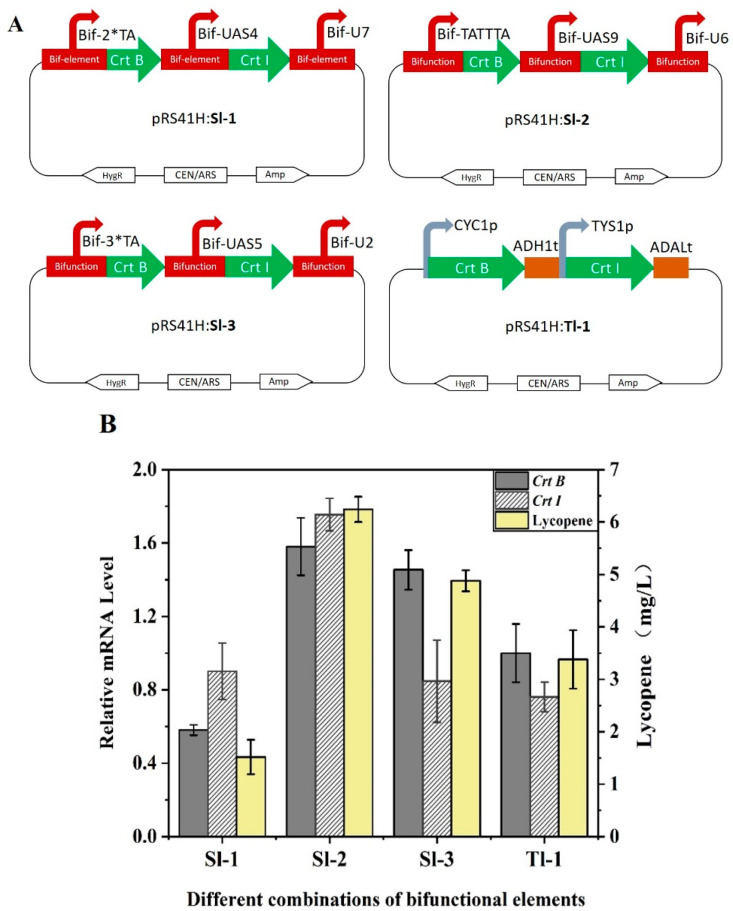 A
Bif-2*TA Bif-UAS4 Bif-U7
Bif-element Crt B Bif-element Crt I Bif-element
pRS41H:Sl-1
HygR CEN/ARS Amp
Bif-TATTTA Bif-UAS9 Bif-U6
Bifunction Crt B Bifunction Crt I Bifunction
pRS41H:Sl-2
HygR CEN/ARS Amp
Bif-3*TA Bif-UAS5 Bif-U2
Bifunction Crt B Bifunction Crt I Bifunction
pRS41H:Sl-3
HygR CEN/ARS Amp
CYC1p TYS1p
ADH1t ADALt
Crt B Crt I
pRS41H:Tl-1
HygR CEN/ARS Amp
B
Relative mRNA Level
2.0
1.6
1.2
0.8
0.4
0.0
Crt B
Crt I
Lycopene
7
6
5
4
3
2
1
0
Lycopene (mg/L)
Sl-1 Sl-2 Sl-3 Tl-1
Different combinations of bifunctional elements